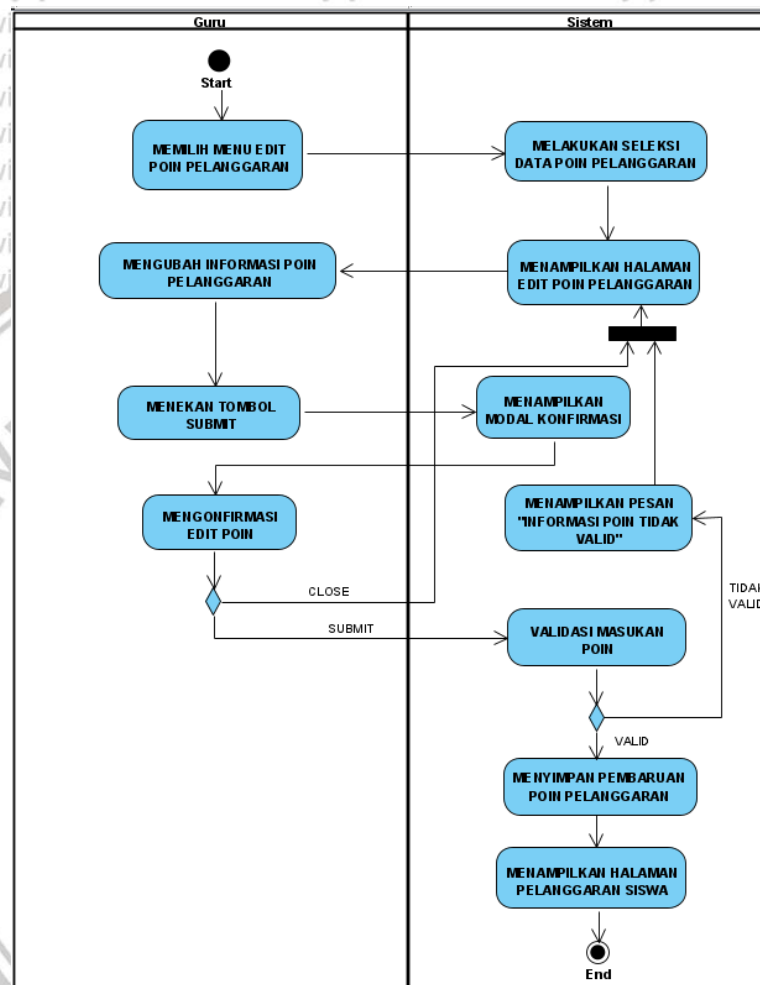 Guru
Sistem
Start
MEMILIH MENU EDIT
POIN PELANGGARAN
MELAKUKAN SELEKSI
DATA POIN PELANGGARAN
MENGUBAH INFORMASI POIN
PELANGGARAN
MENAMPILKAN HALAMAN
EDIT POIN PELANGGARAN
MENEKAN TOMBOL
SUBMIT
MENAMPILKAN
MODAL KONFIRMASI
MENGONFIRMASI
EDIT POIN
MENAMPILKAN PESAN
"INFORMASI POIN TIDAK
VALID"
CLOSE
TIDAK
VALID
SUBMIT
VALIDASI MASUKAN
POIN
VALID
MENYIMPAN PEMBARUAN
POIN PELANGGARAN
MENAMPILKAN HALAMAN
PELANGGARAN SISWA
End